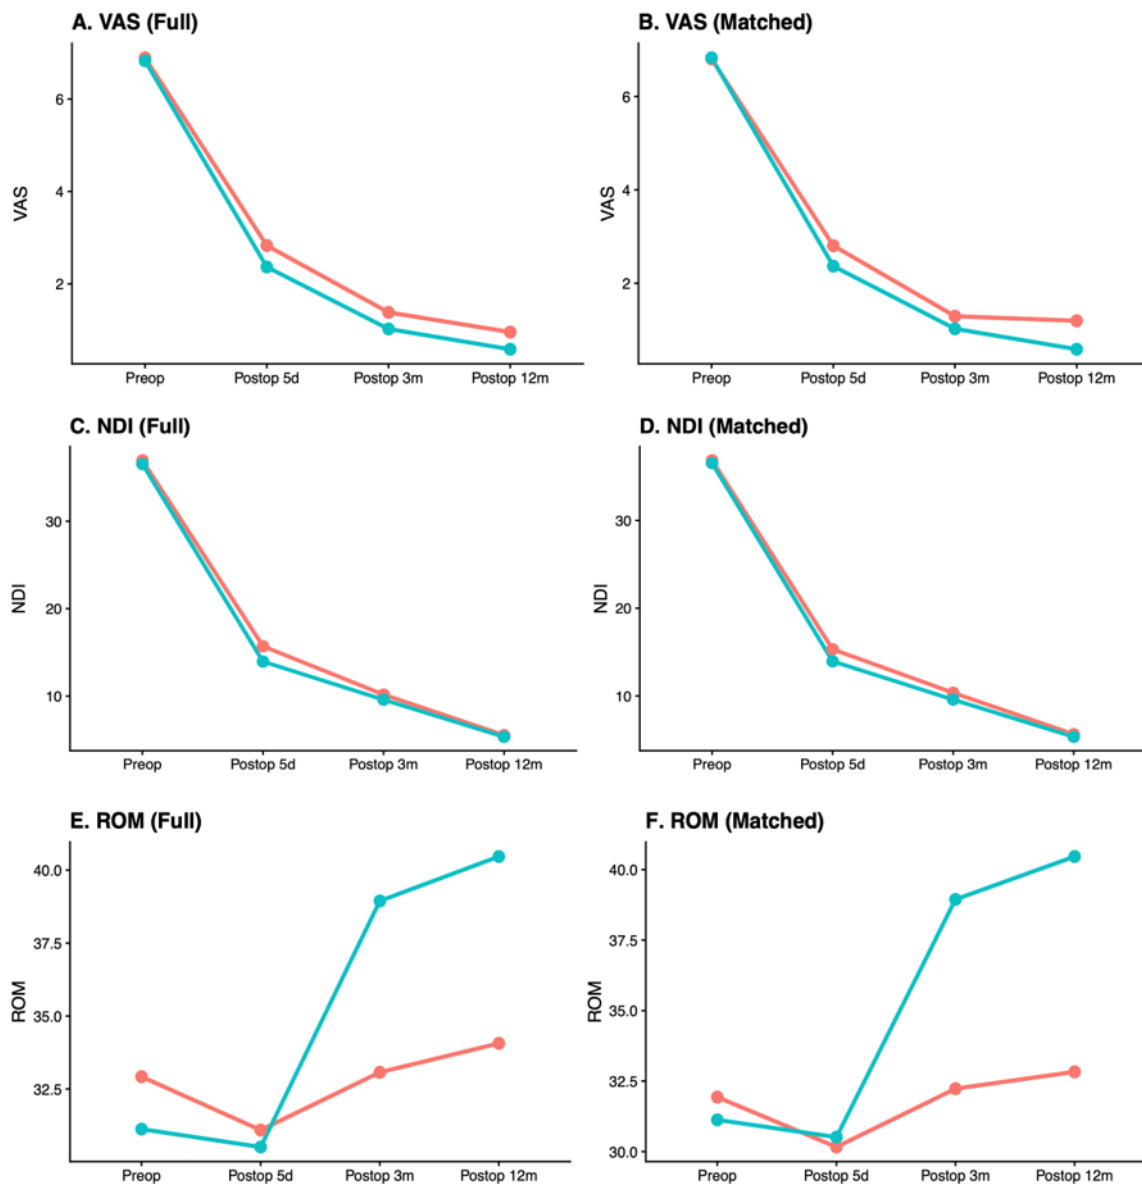 A. VAS (Full)
VAS
6
4
2
Preop
Postop 5d
Postop 3m
Postop 12m
B. VAS (Matched)
VAS
6
4
2
Preop
Postop 5d
Postop 3m
Postop 12m
C. NDI (Full)
NDI
30
20
10
Preop
Postop 5d
Postop 3m
Postop 12m
D. NDI (Matched)
NDI
30
20
10
Preop
Postop 5d
Postop 3m
Postop 12m
E. ROM (Full)
ROM
40.0
37.5
35.0
32.5
Preop
Postop 5d
Postop 3m
Postop 12m
F. ROM (Matched)
ROM
40.0
37.5
35.0
32.5
30.0
Preop
Postop 5d
Postop 3m
Postop 12m